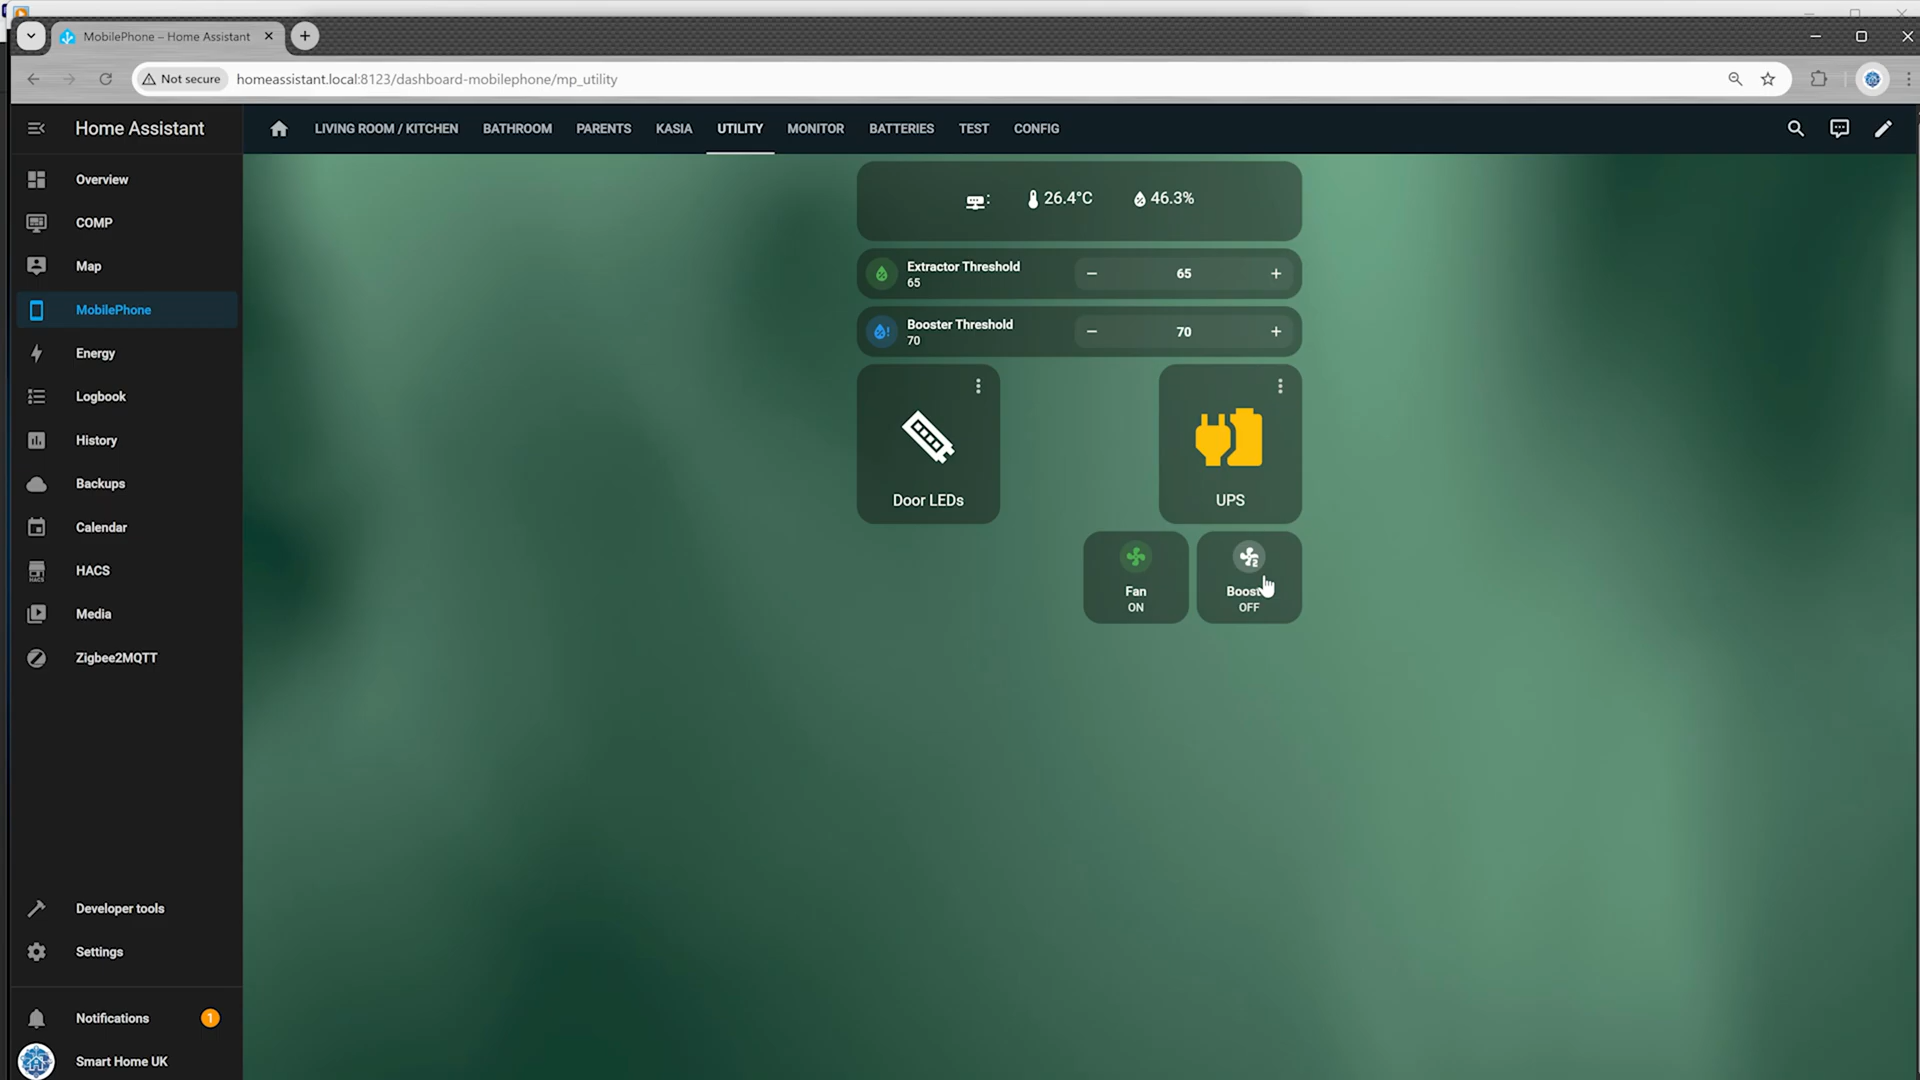 MobilePhone – Home Assistant
Not secure
homeassistant.local:8123/dashboard-mobilephone/mp_utility
Home Assistant
LIVING ROOM / KITCHEN
BATHROOM
PARENTS
KASIA
UTILITY
MONITOR
BATTERIES
TEST
CONFIG
Overview
COMP
Map
MobilePhone
Energy
Logbook
History
Backups
Calendar
HACS
HACS
Media
Zigbee2MQTT
Developer tools
Settings
Notifications
1
Smart Home UK
: 26.4°C 46.3%
Extractor Threshold
65
− 65 +
Booster Threshold
70
− 70 +
Door LEDs
UPS
Fan
ON
2
OFF